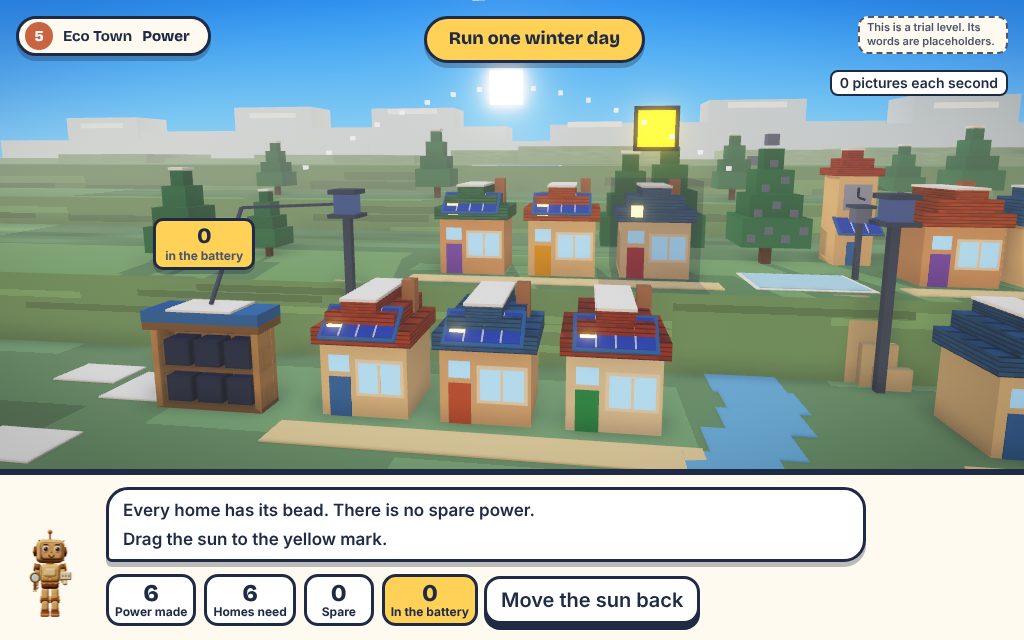 5 Eco Town Power
Run one winter day
This is a trial level. Its
words are placeholders.
0 pictures each second
0
in the battery
Every home has its bead. There is no spare power.
Drag the sun to the yellow mark.
6
Power made
6
Homes need
0
Spare
0
In the battery
Move the sun back